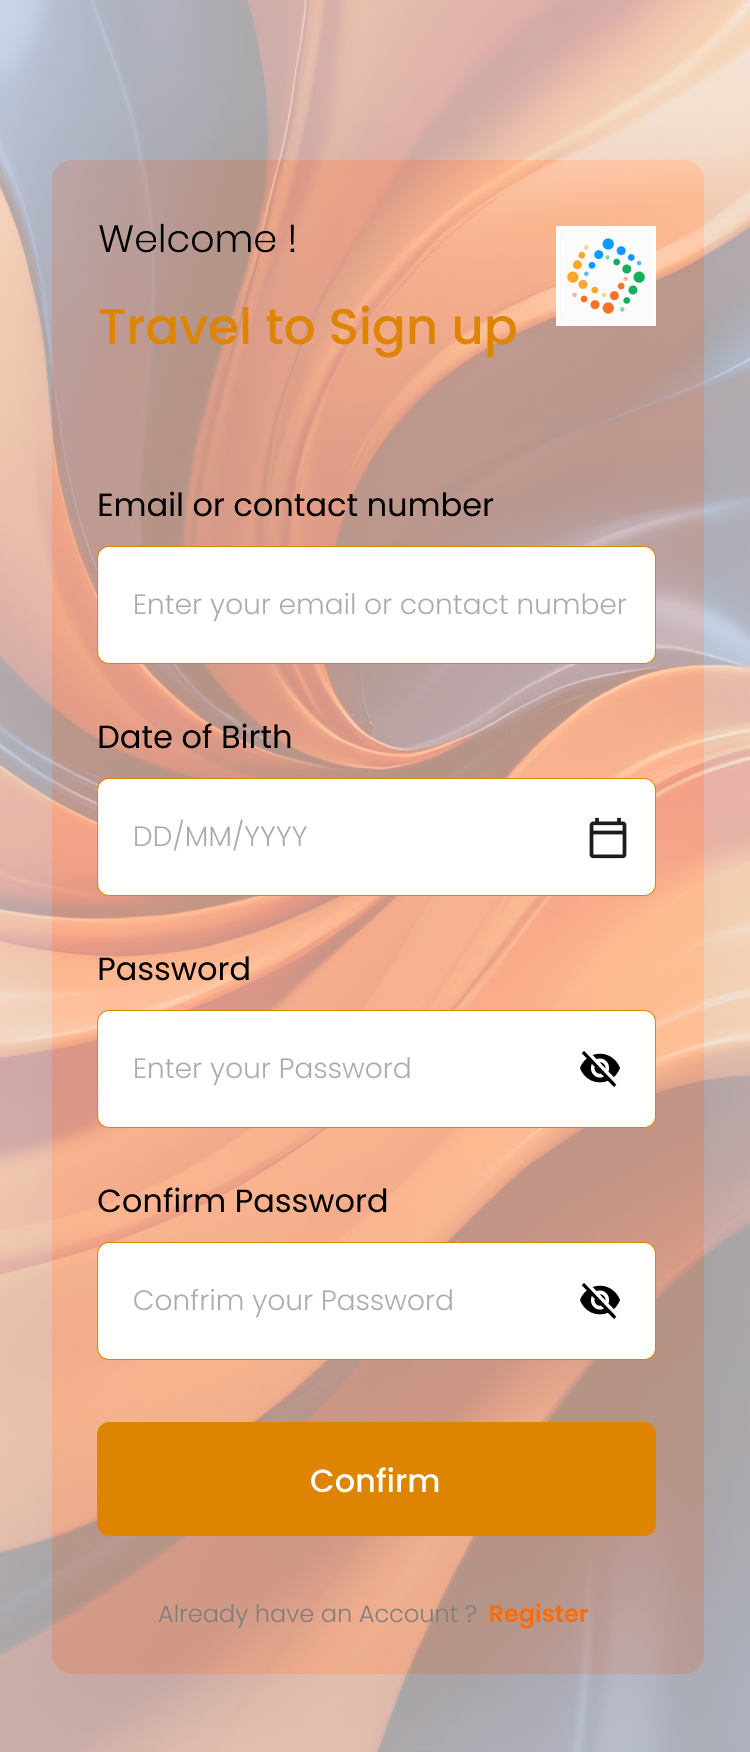 Welcome !
Travel to Sign up
Email or contact number
Enter your email or contact number
Date of Birth
DD/MM/YYYY
Password
Enter your Password
Confirm Password
Confrim your Password
Confirm
Already have an Account ? Register